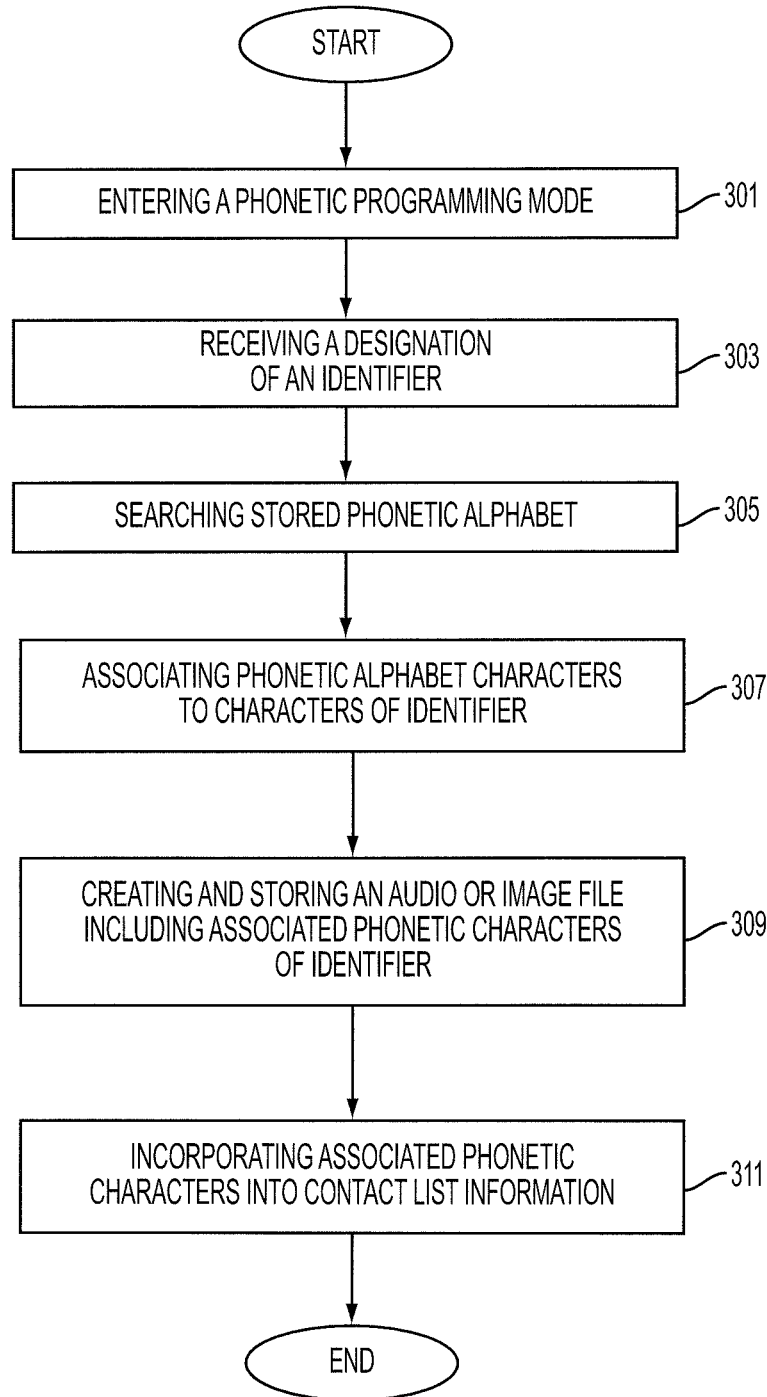 START
ENTERING A PHONETIC PROGRAMMING MODE
301
RECEIVING A DESIGNATION
OF AN IDENTIFIER
303
SEARCHING STORED PHONETIC ALPHABET
305
ASSOCIATING PHONETIC ALPHABET CHARACTERS
TO CHARACTERS OF IDENTIFIER
307
CREATING AND STORING AN AUDIO OR IMAGE FILE
INCLUDING ASSOCIATED PHONETIC CHARACTERS
OF IDENTIFIER
309
INCORPORATING ASSOCIATED PHONETIC
CHARACTERS INTO CONTACT LIST INFORMATION
311
END